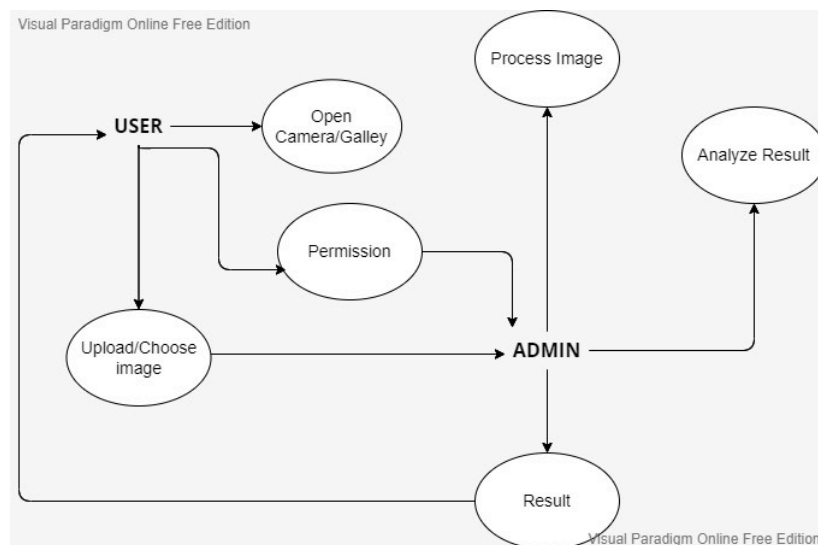 Visual Paradigm Online Free Edition
Process Image
USER
Open
Camera/Galley
Analyze Result
Permission
Upload/Choose
image
ADMIN
Result
Visual Paradigm Online Free Edition